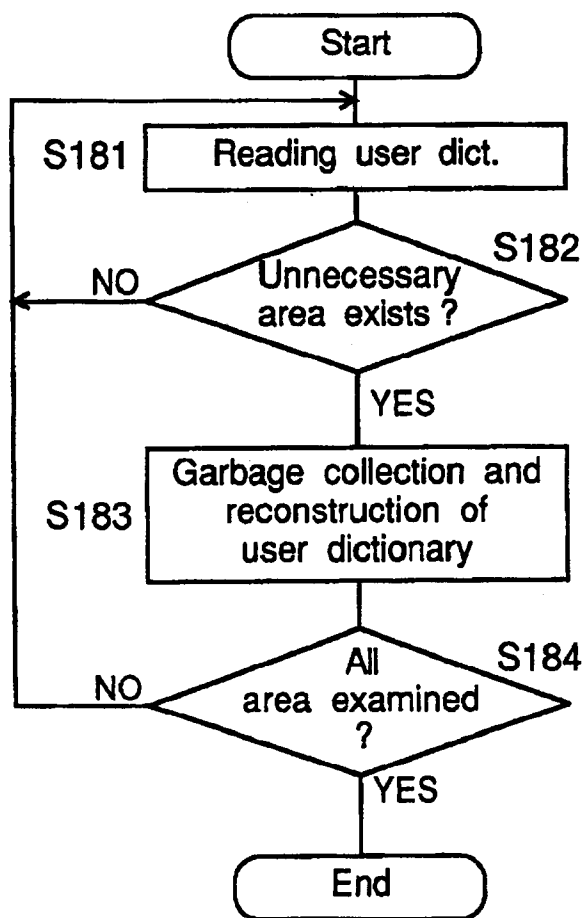 Start
S181
Reading user dict.
S182
NO
Unnecessary
area exists ?
YES
S183
Garbage collection and
reconstruction of
user dictionary
S184
NO
All
area examined
?
YES
End